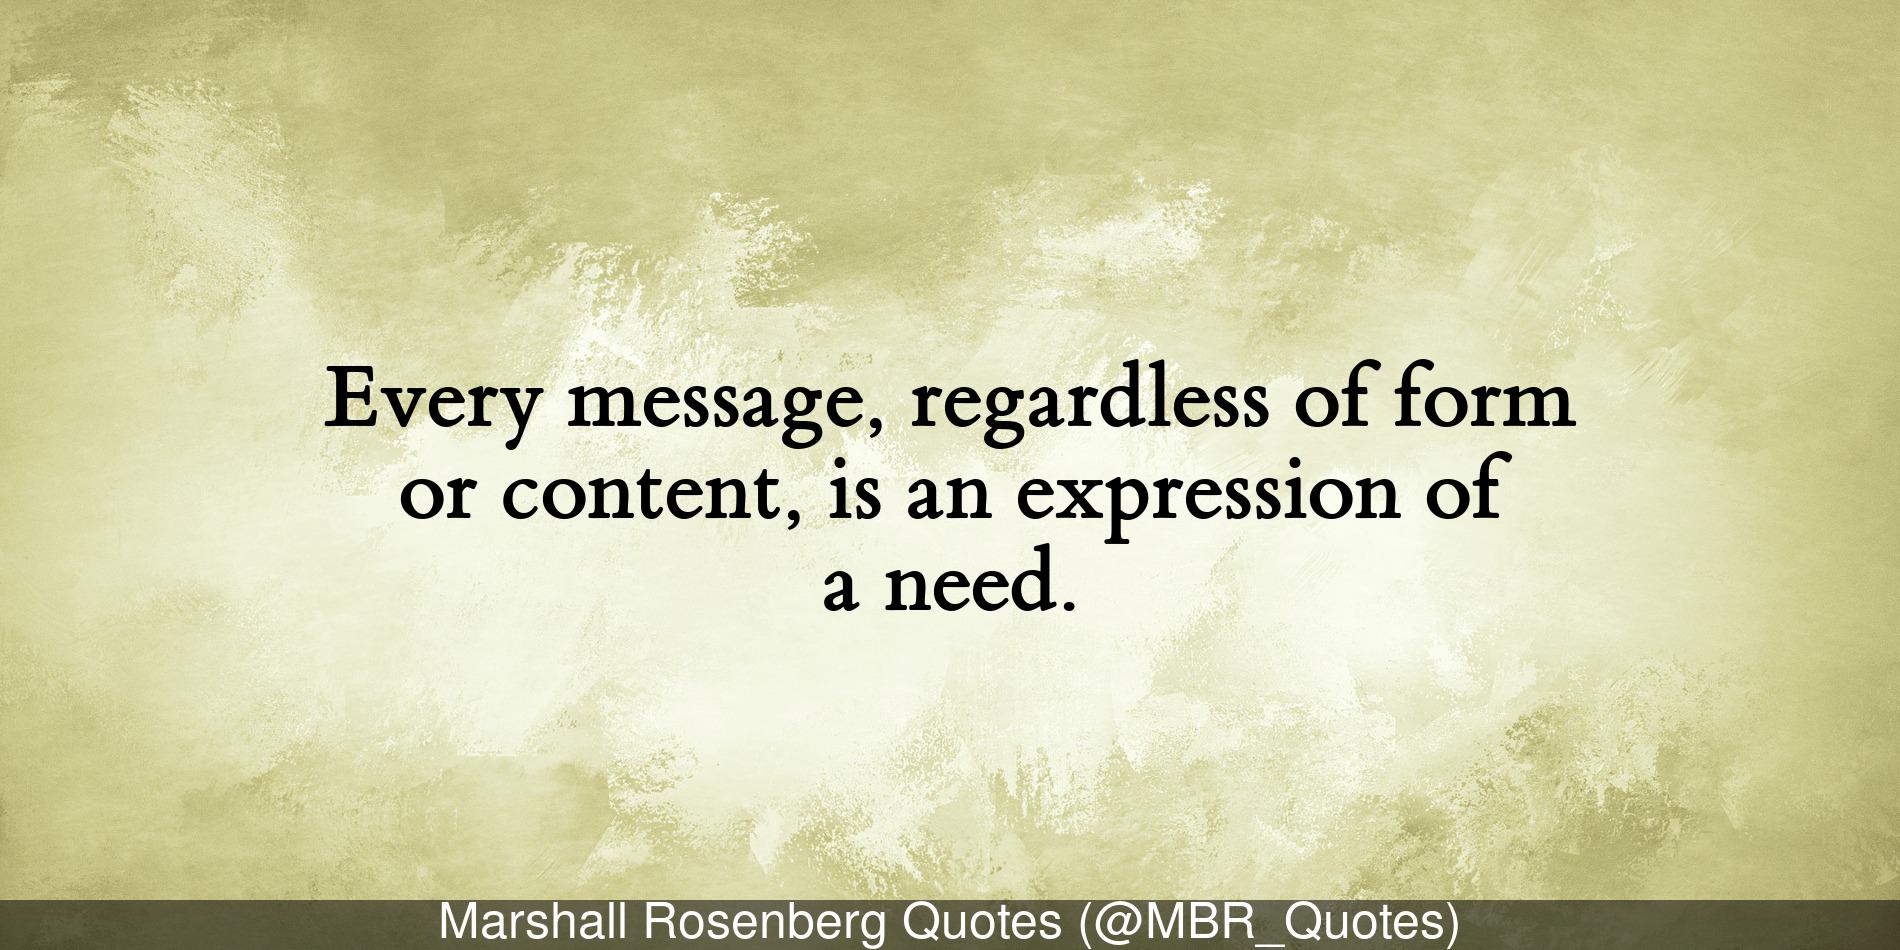 Every message, regardless of form
or content, is an expression of
a need.
Marshall Rosenberg Quotes (@MBR_Quotes)